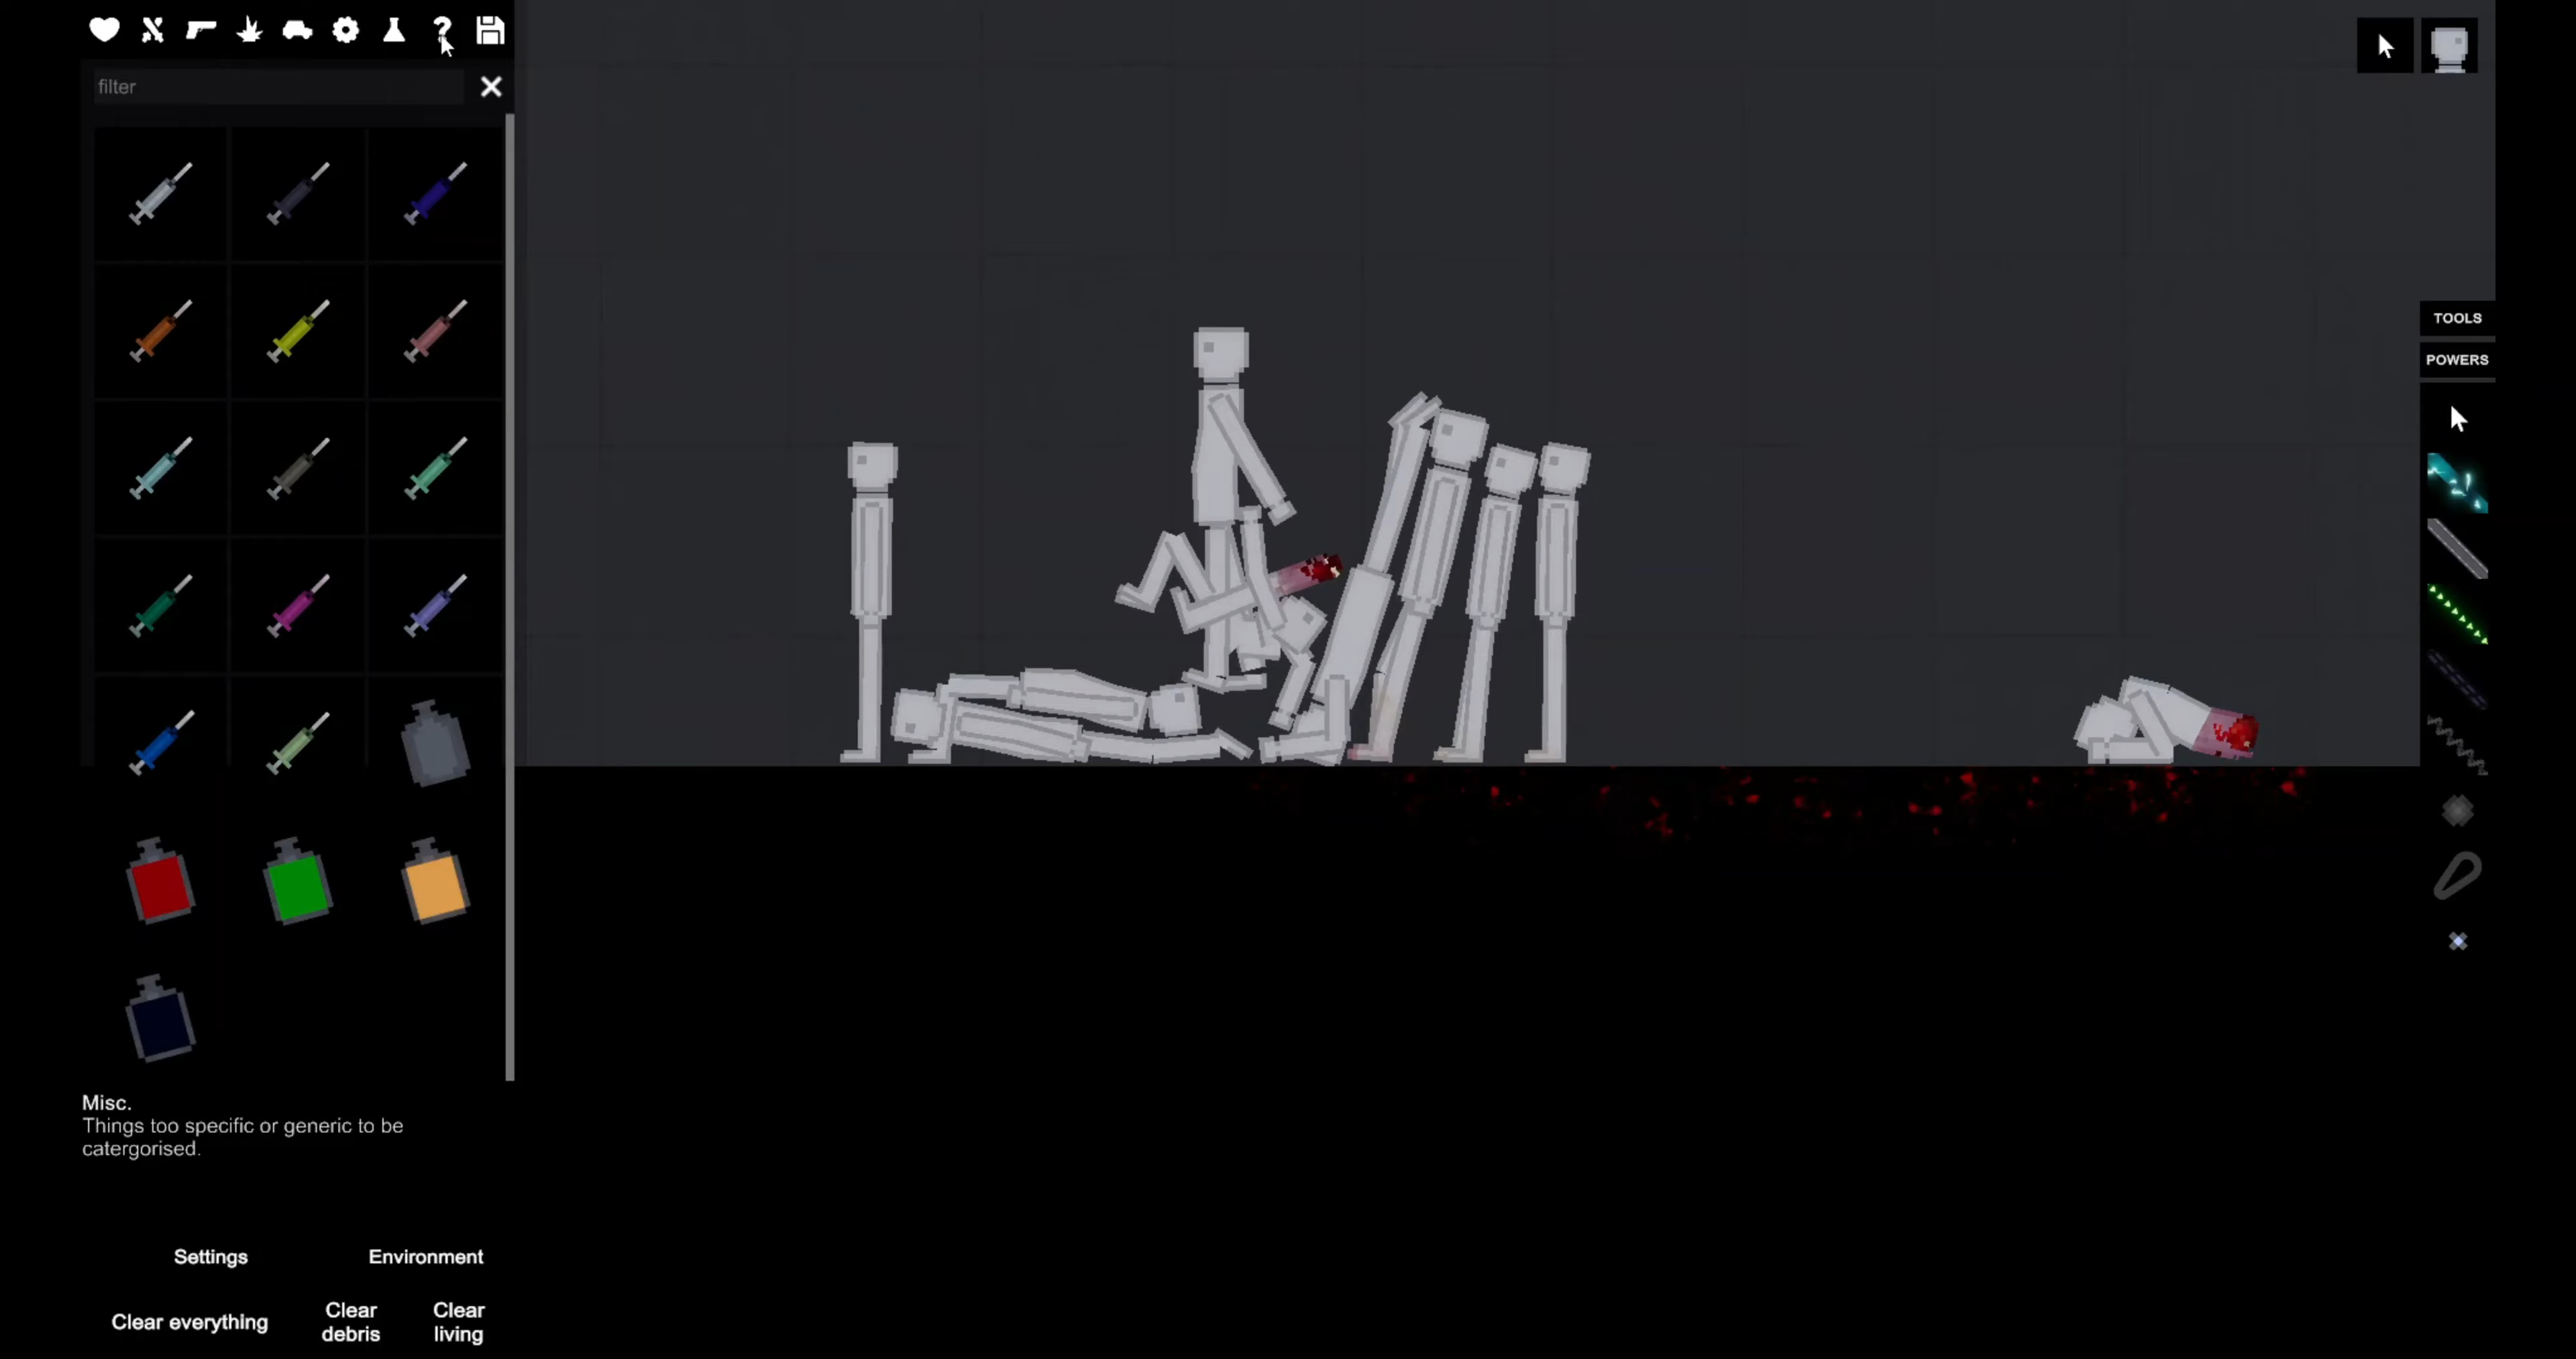 filter
TOOLS
POWERS
Misc.
Things too specific or generic to be
catergorised.
Settings
Environment
Clear everything
Clear
debris
Clear
living